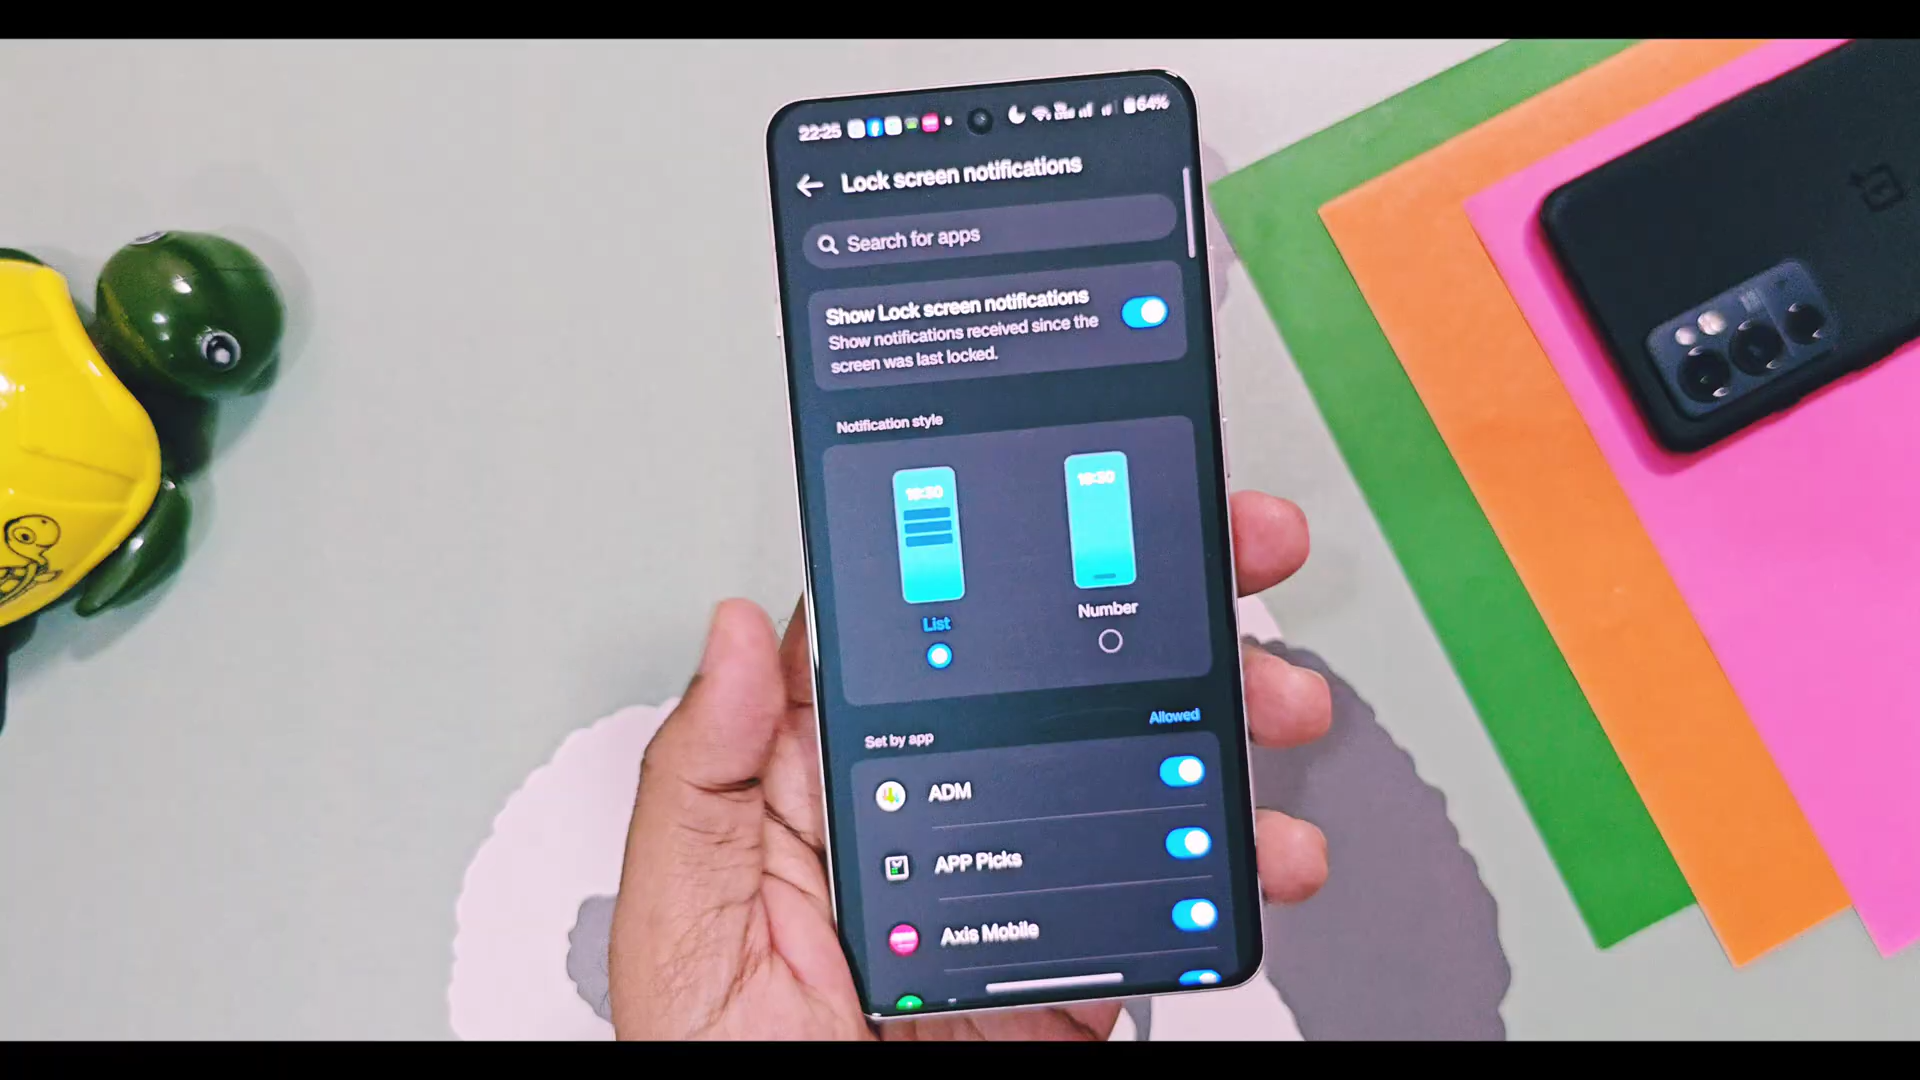 22:25
64%
Lock screen notifications
Search for apps
Show Lock screen notifications
Show notifications received since the
screen was last locked.
Notification style
List
Number
Set by app
Allowed
ADM
APP Picks
Axis Mobile